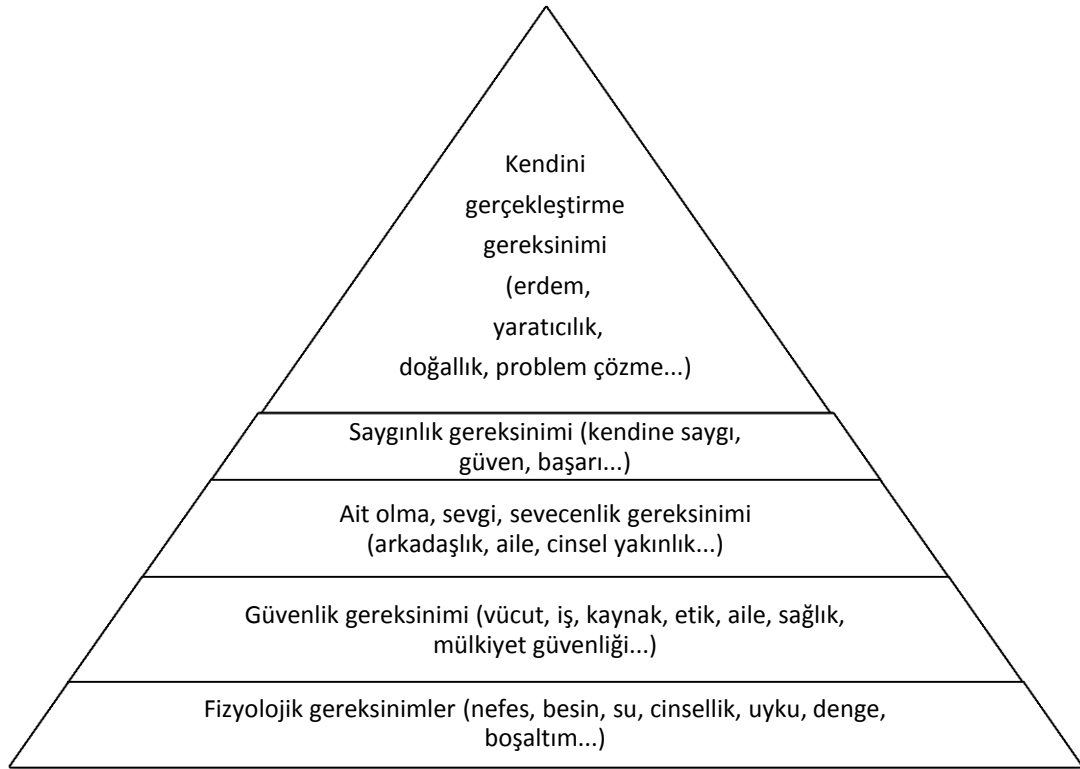 Kendini
gerçekleştirme
gereksinimi
(erdem,
yaratıcılık,
doğallık, problem çözme...)
Saygınlık gereksinimi (kendine saygı,
güven, başarı...)
Ait olma, sevgi, sevecenlik gereksinimi
(arkadaşlık, aile, cinsel yakınlık...)
Güvenlik gereksinimi (vücut, iş, kaynak, etik, aile, sağlık,
mülkiyet güvenliği...)
Fizyolojik gereksinimler (nefes, besin, su, cinsellik, uyku, denge,
boşaltım...)